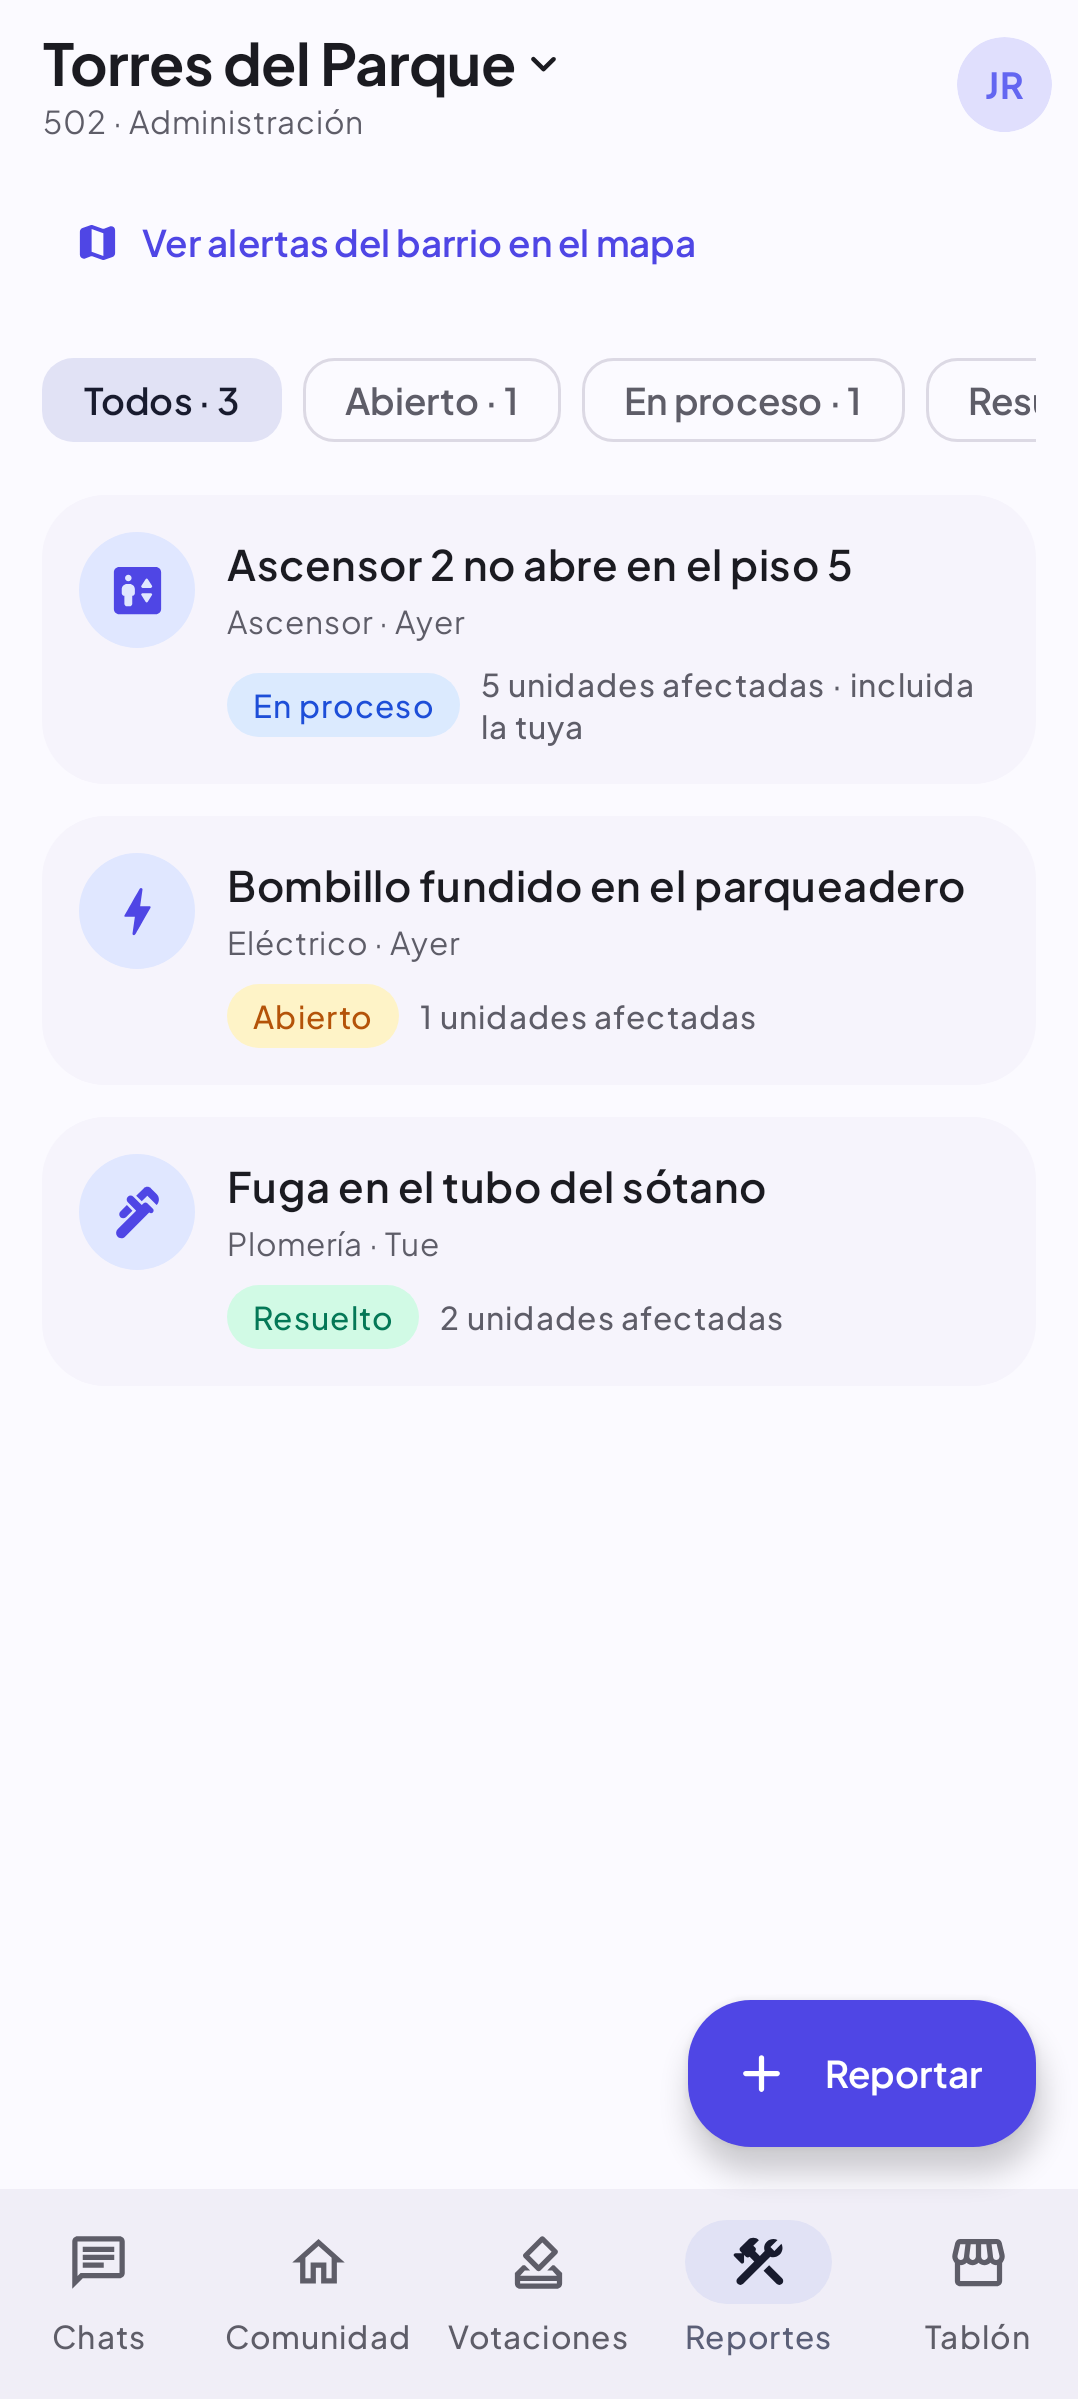 Torres del Parque
JR
502 · Administración
Ver alertas del barrio en el mapa
Todos · 3
Abierto · 1
En proceso · 1
Ascensor 2 no abre en el piso 5
Ascensor · Ayer
En proceso
5 unidades afectadas · incluida
la tuya
Bombillo fundido en el parqueadero
Eléctrico · Ayer
Abierto
1 unidades afectadas
Fuga en el tubo del sótano
Plomería · Tue
Resuelto
2 unidades afectadas
Reportar
Chats
Comunidad
Votaciones
Reportes
Tablón